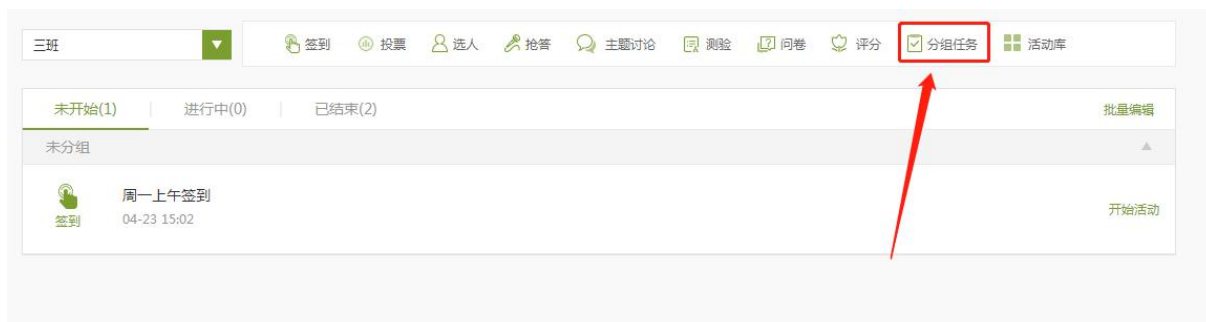 三班 签到 投票 选人 抢答 主题讨论 测验 问卷 评分 分组任务 活动库
未开始(1) 进行中(0) 已结束(2) 批量编辑
未分组
周一上午签到
签到 04-23 15:02 开始活动